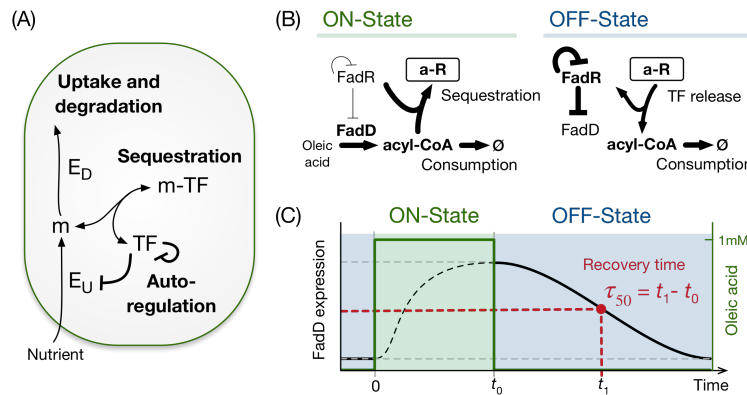 (A)
Uptake and
degradation
E_D
Sequestration
m-TF
m
TF
E_U
Auto-
regulation
Nutrient
(B)
ON-State
FadR
a-R
Sequestration
FadD
Oleic
acid
acyl-CoA
Ø
Consumption
OFF-State
FadR
a-R
TF release
FadD
acyl-CoA
Ø
Consumption
(C)
ON-State
OFF-State
FadD expression
Recovery time
τ_50 = t_1 - t_0
1mM
Oleic acid
0
t_0
t_1
Time